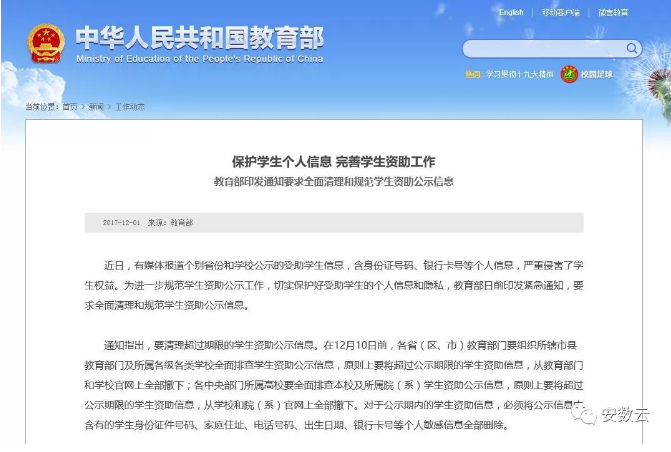 English | 移动客户端 | 微言教育
中华人民共和国教育部
Ministry of Education of the People's Republic of China
热词: 学习贯彻十九大精神 校园足球
当前位置: 首页 > 新闻 > 工作动态
保护学生个人信息 完善学生资助工作
教育部印发通知要求全面清理和规范学生资助公示信息
2017-12-01 来源: 教育部
近日，有媒体报道个别省份和学校公示的受助学生信息，含身份证号码、银行卡号等个人信息，严重侵害了学
生权益。为进一步规范学生资助公示工作，切实保护好受助学生的个人信息和隐私，教育部日前印发紧急通知，要
求全面清理和规范学生资助公示信息。
通知指出，要清理超过期限的学生资助公示信息。在12月10日前，各省（区、市）教育部门要组织所辖市县
教育部门及所属各级各类学校全面排查学生资助公示信息，原则上要将超过公示期限的学生资助信息，从教育部门
和学校官网上全部撤下；各中央部门所属高校要全面排查本校及所属院（系）学生资助公示信息，原则上要将超过
公示期限的学生资助信息，从学校和院（系）官网上全部撤下。对于公示期内的学生资助信息，必须将公示信息中
含有的学生身份证件号码、家庭住址、电话号码、出生日期、银行卡号等个人敏感信息全部删除。
安数云